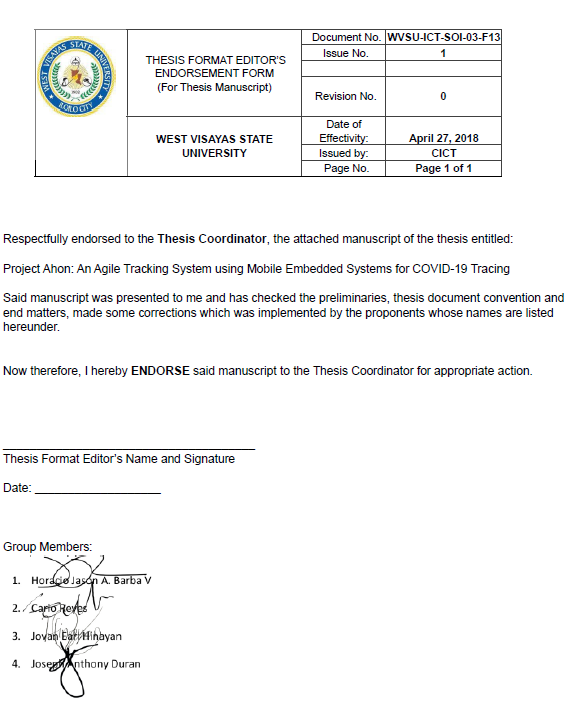 WEST VISAYAS STATE UNIVERSITY
ILOILO CITY
THESIS FORMAT EDITOR'S
ENDORSEMENT FORM
(For Thesis Manuscript)
Document No. WVSU-ICT-SOI-03-F13
Issue No. 1
Revision No. 0
WEST VISAYAS STATE
UNIVERSITY
Date of
Effectivity: April 27, 2018
Issued by: CICT
Page No. Page 1 of 1
Respectfully endorsed to the Thesis Coordinator, the attached manuscript of the thesis entitled:
Project Ahon: An Agile Tracking System using Mobile Embedded Systems for COVID-19 Tracing
Said manuscript was presented to me and has checked the preliminaries, thesis document convention and
end matters, made some corrections which was implemented by the proponents whose names are listed
hereunder.
Now therefore, I hereby ENDORSE said manuscript to the Thesis Coordinator for appropriate action.
Thesis Format Editor's Name and Signature
Date:
Group Members:
1. Horacio Jason A. Barba V
2. Carlo Reyes
3. Jovan Earl Hinayan
4. Joseph Anthony Duran